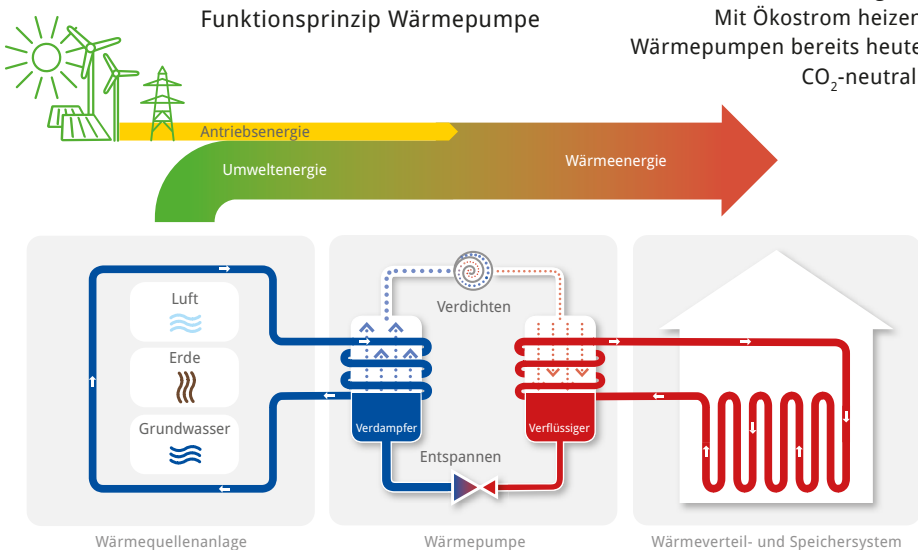 Funktionsprinzip Wärmepumpe
Mit Ökostrom heizen
Wärmepumpen bereits heute
CO₂-neutral
Antriebsenergie
Umweltenergie
Wärmeenergie
Luft
Erde
Grundwasser
Verdichten
Verdampfer
Verflüssiger
Entspannen
Wärmequellenanlage
Wärmepumpe
Wärmeverteil- und Speichersystem